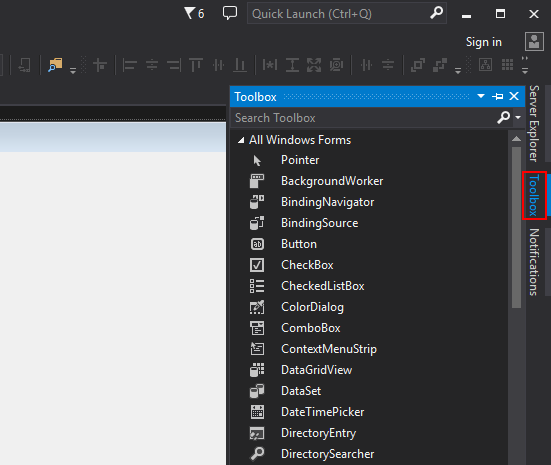 6
Quick Launch (Ctrl+Q)
Sign in
Toolbox
Search Toolbox
All Windows Forms
Pointer
BackgroundWorker
BindingNavigator
BindingSource
Button
CheckBox
CheckedListBox
ColorDialog
ComboBox
ContextMenuStrip
DataGridView
DataSet
DateTimePicker
DirectoryEntry
DirectorySearcher
Server Explorer
Toolbox
Notifications